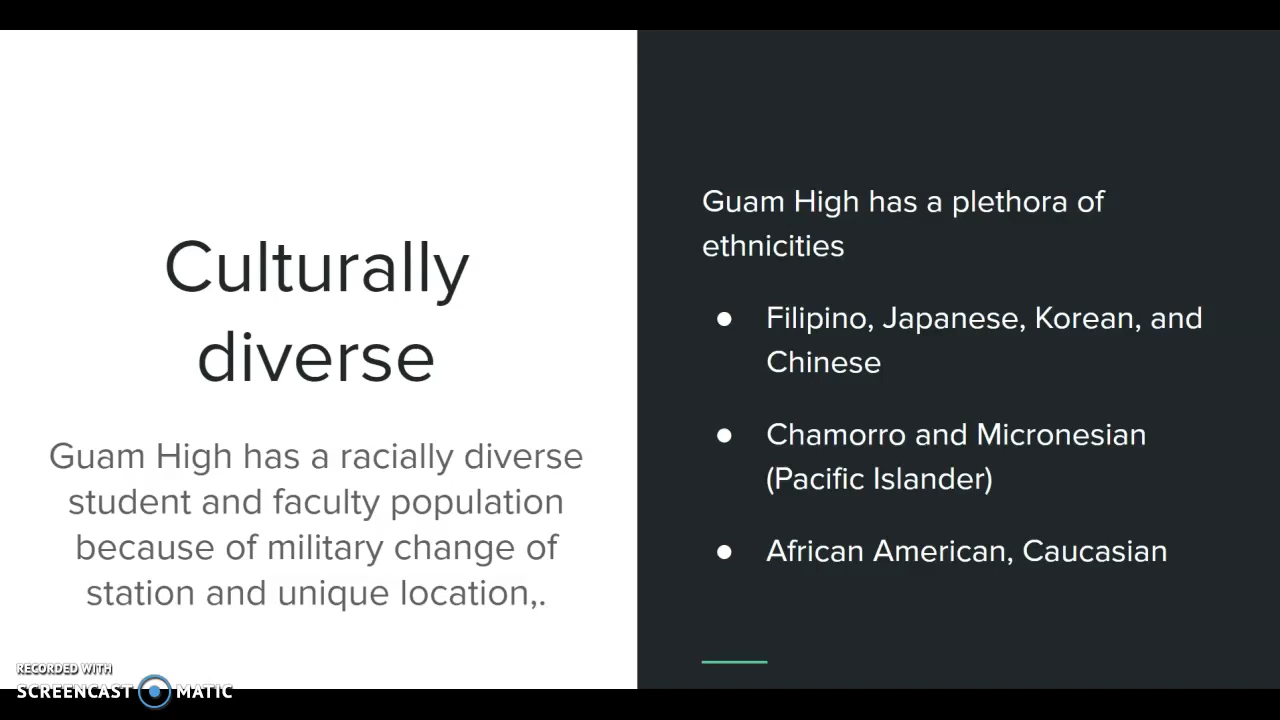 Culturally
diverse
Guam High has a racially diverse
student and faculty population
because of military change of
station and unique location,.
Guam High has a plethora of
ethnicities
● Filipino, Japanese, Korean, and
Chinese
● Chamorro and Micronesian
(Pacific Islander)
● African American, Caucasian
RECORDED WITH
SCREENCAST MATIC